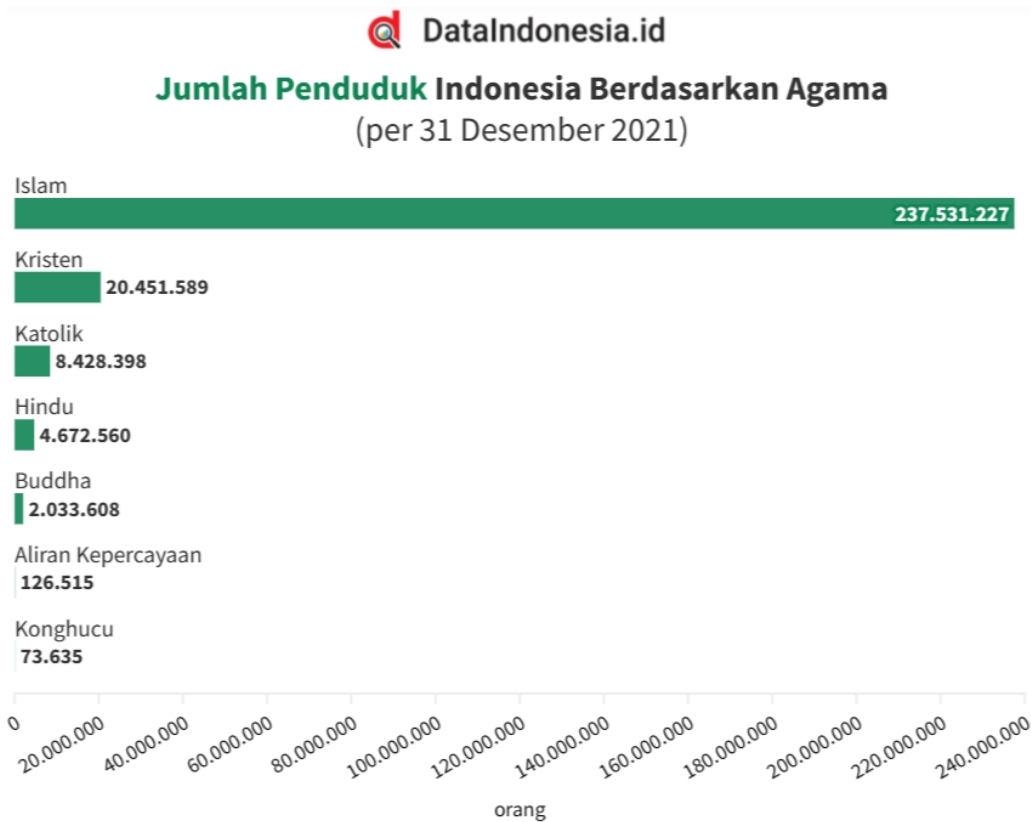 DataIndonesia.id
Jumlah Penduduk Indonesia Berdasarkan Agama
(per 31 Desember 2021)
Islam
237.531.227
Kristen
20.451.589
Katolik
8.428.398
Hindu
4.672.560
Buddha
2.033.608
Aliran Kepercayaan
126.515
Konghucu
73.635
0
20.000.000
40.000.000
60.000.000
80.000.000
100.000.000
120.000.000
140.000.000
160.000.000
180.000.000
200.000.000
220.000.000
240.000.000
orang